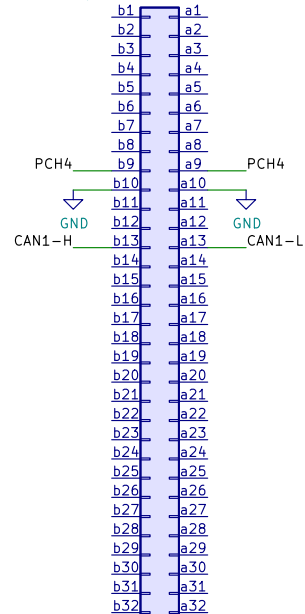 b1 a1
b2 a2
b3 a3
b4 a4
b5 a5
b6 a6
b7 a7
b8 a8
PCH4 b9 a9 PCH4
b10 a10
b11 a11
GND b12 a12 GND
CAN1-H b13 a13 CAN1-L
b14 a14
b15 a15
b16 a16
b17 a17
b18 a18
b19 a19
b20 a20
b21 a21
b22 a22
b23 a23
b24 a24
b25 a25
b26 a26
b27 a27
b28 a28
b29 a29
b30 a30
b31 a31
b32 a32